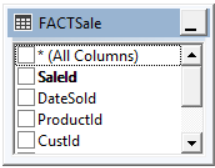 FACTSale
* (All Columns)
SaleId
DateSold
ProductId
CustId